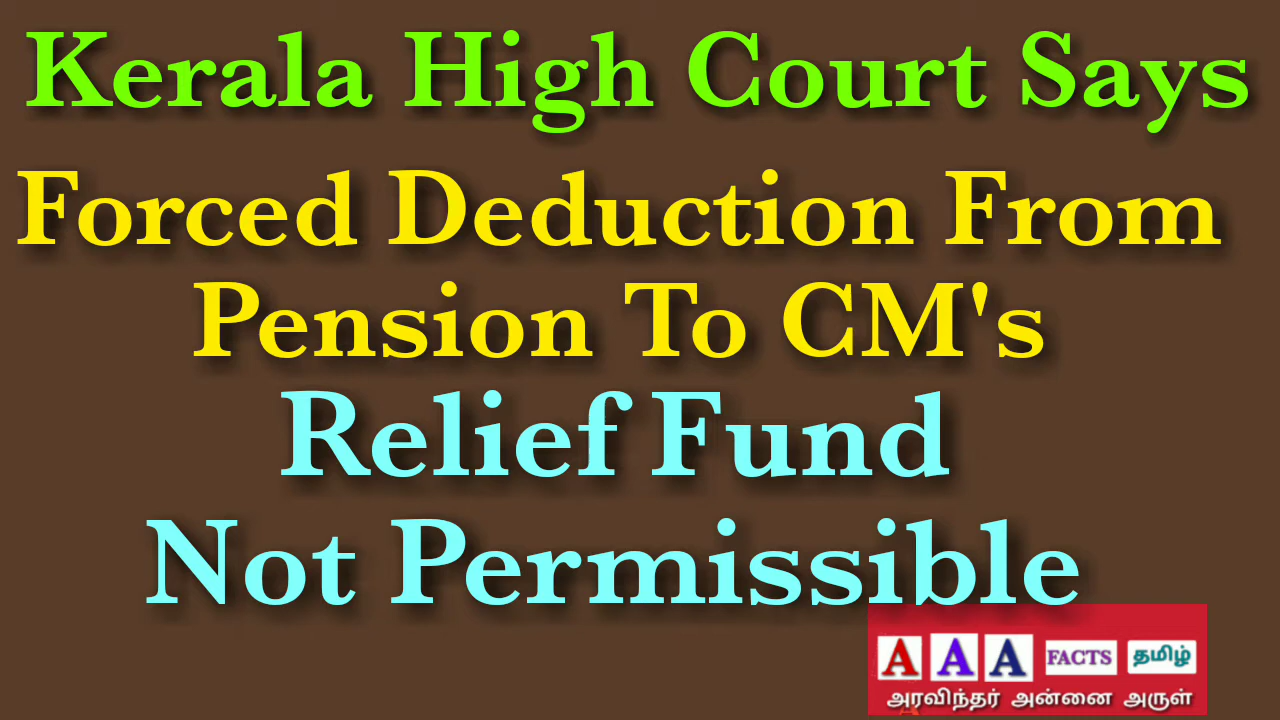 Kerala High Court Says
Forced Deduction From
Pension To CM's
Relief Fund
Not Permissible
A A A FACTS தமிழ்
அரவிந்தர் அன்னை அருள்